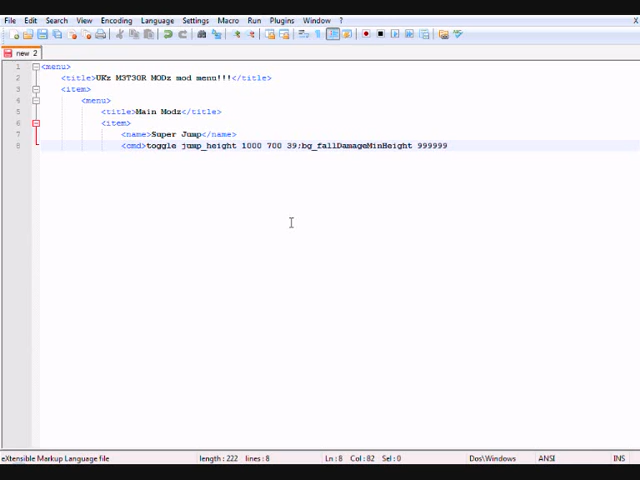 File Edit Search View Encoding Language Settings Macro Run Plugins Window ? X
new 2
1 <menu>
2 <title>URz M3T30R MODz mod menu!!!</title>
3 <item>
4 <menu>
5 <title>Main Modz</title>
6 <item>
7 <name>Super Jump</name>
8 <cmd>toggle jump_height 1000 700 39;bg_fallDamageMinHeight 999999
eXtensible Markup Language file length : 222 lines : 8 Ln : 8 Col : 82 Sel : 0 Dos\Windows ANSI INS